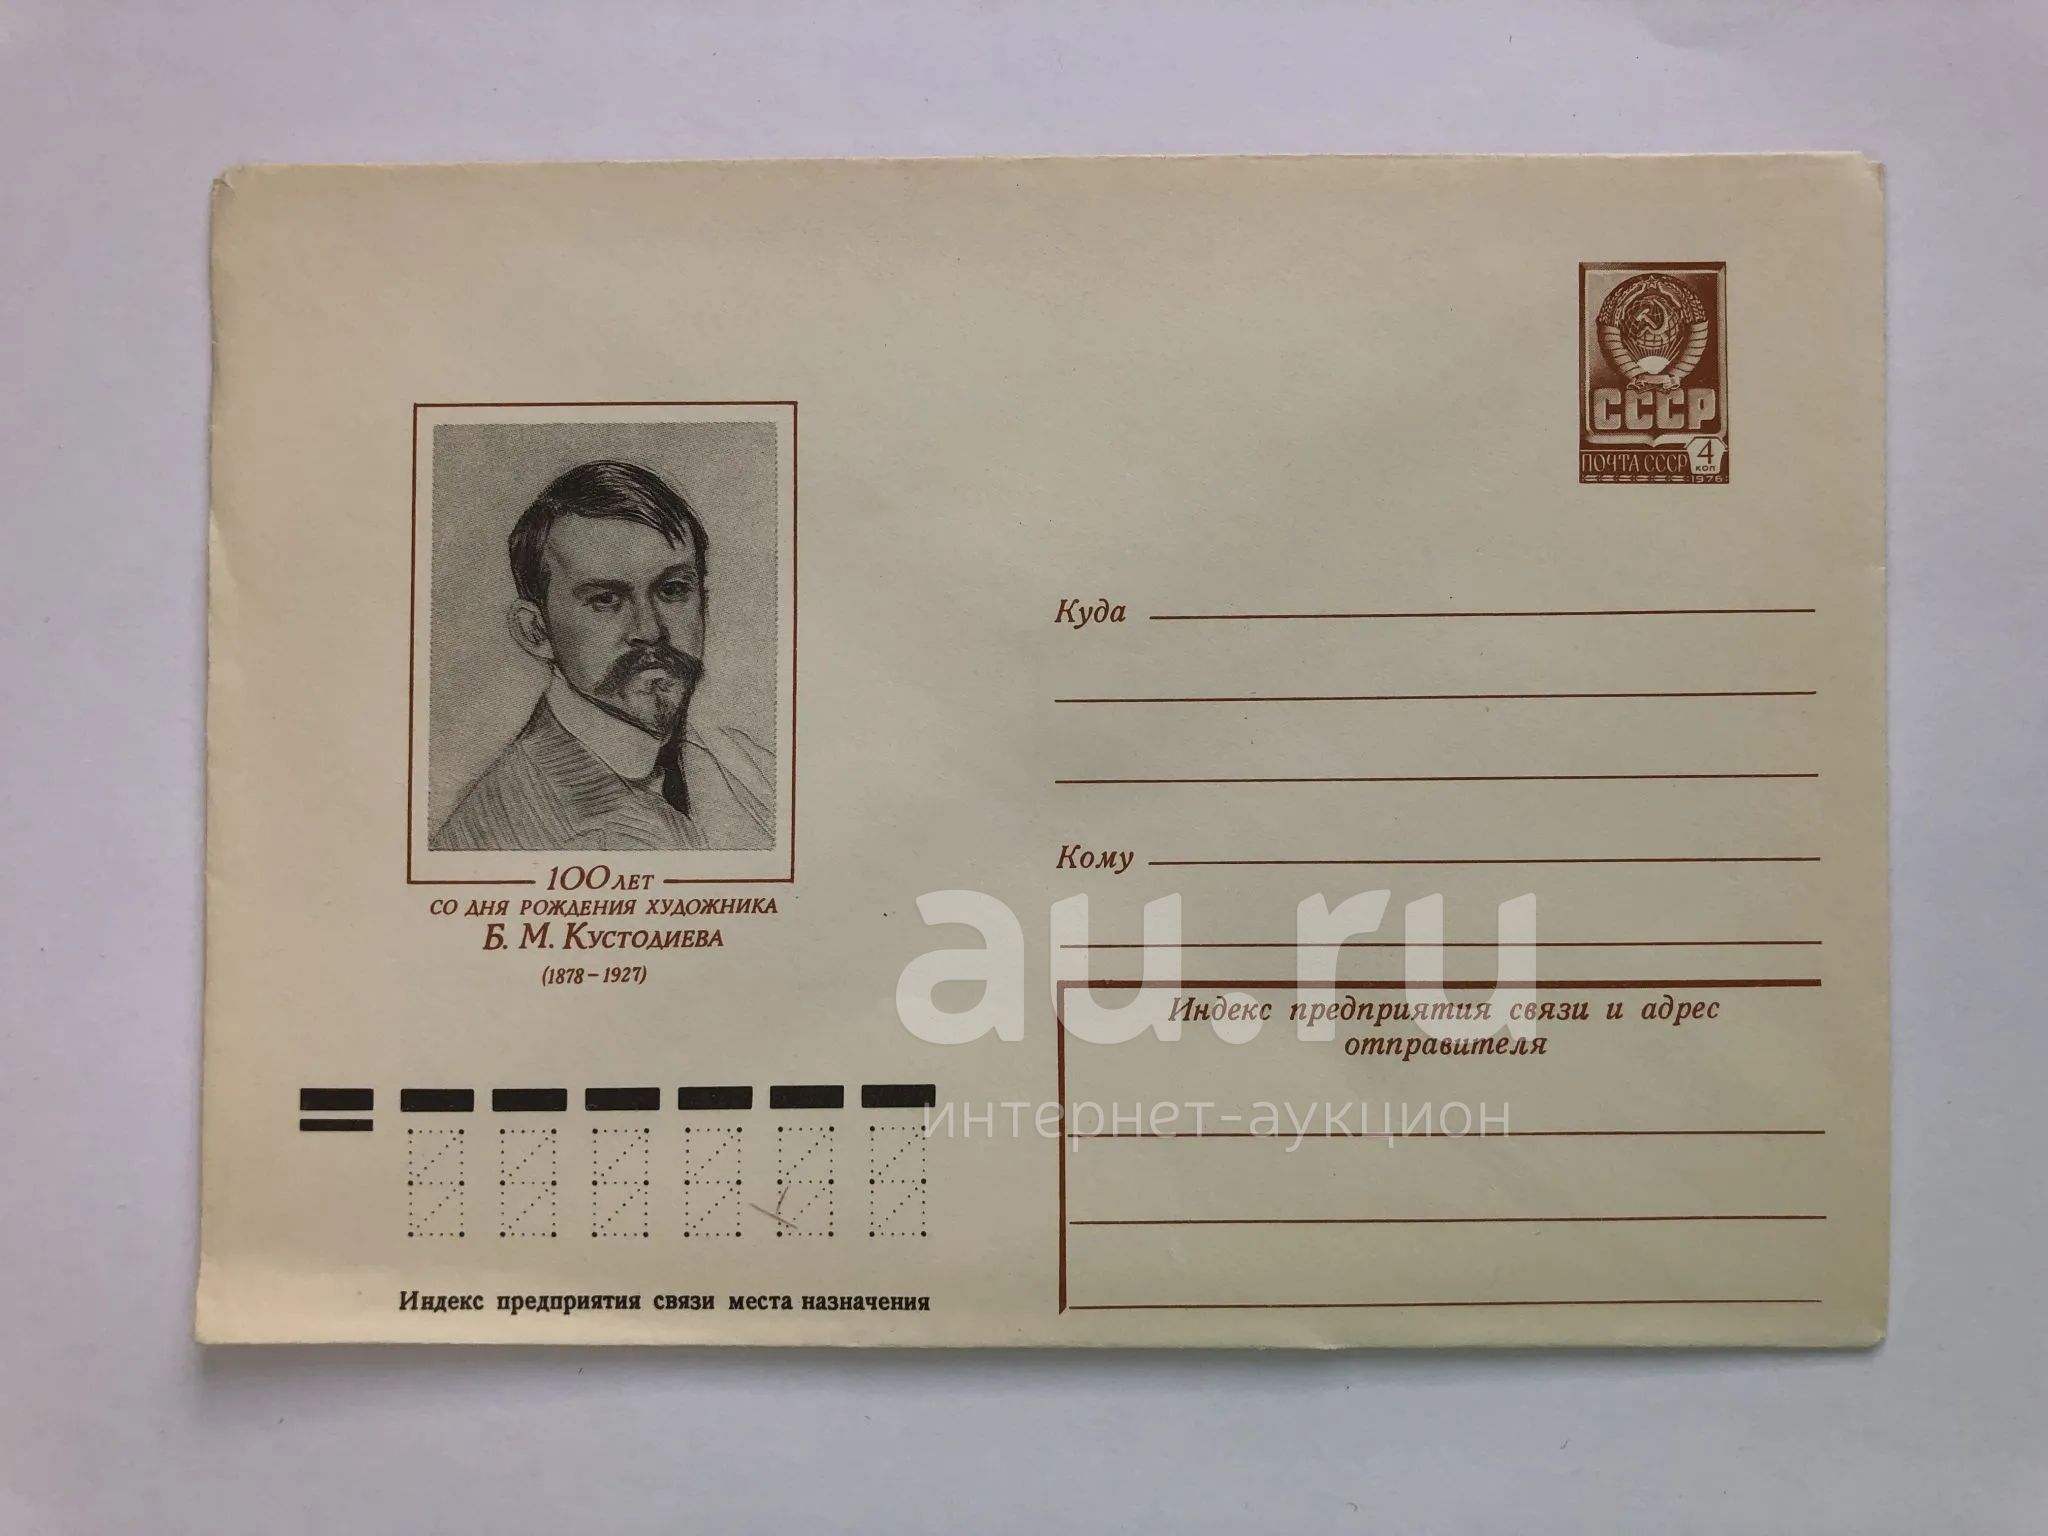 СССР
ПОЧТА СССР 4
КОП
1976
100 ЛЕТ
СО ДНЯ РОЖДЕНИЯ ХУДОЖНИКА
Б. М. КУСТОДИЕВА
(1878 – 1927)
Куда
Кому
Индекс предприятия связи и адрес
отправителя
Индекс предприятия связи места назначения
au.ru
интернет-аукцион